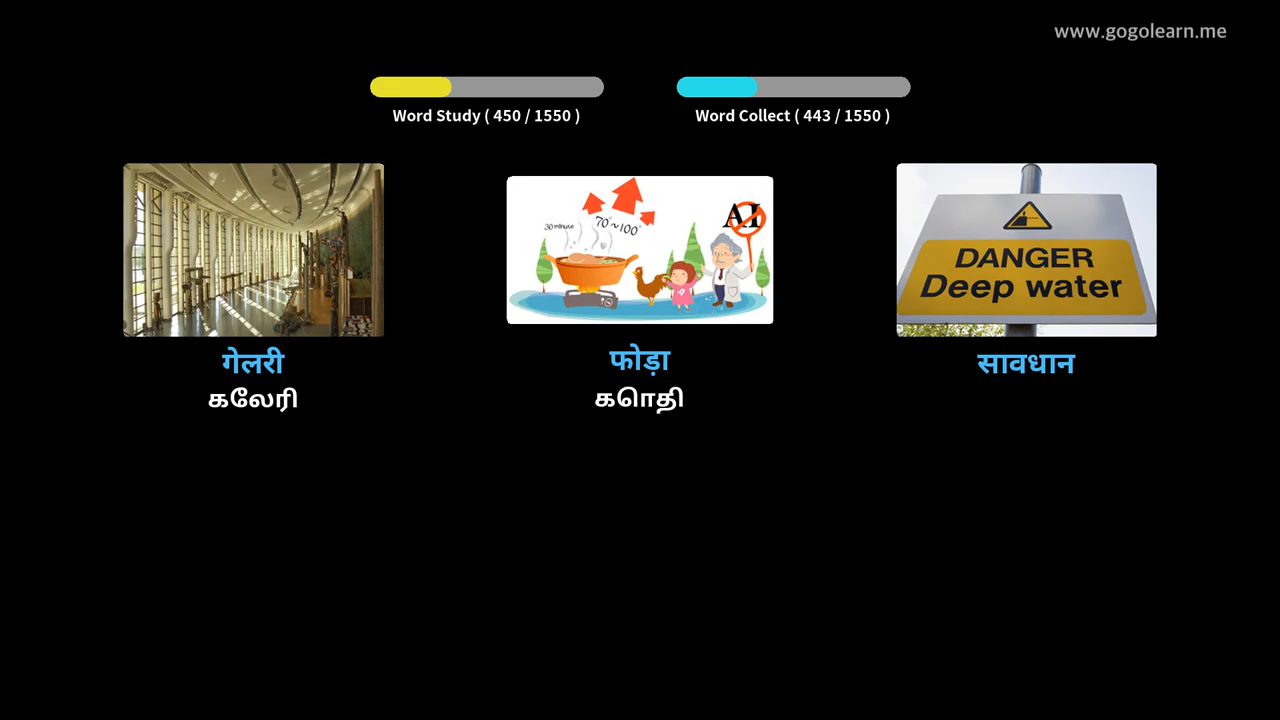 www.gogolearn.me
Word Study ( 450 / 1550 )
Word Collect ( 443 / 1550 )
30 minute
70°~100°
AI
DANGER
Deep water
गेलरी
फोड़ा
सावधान
கலேரி
கொதி